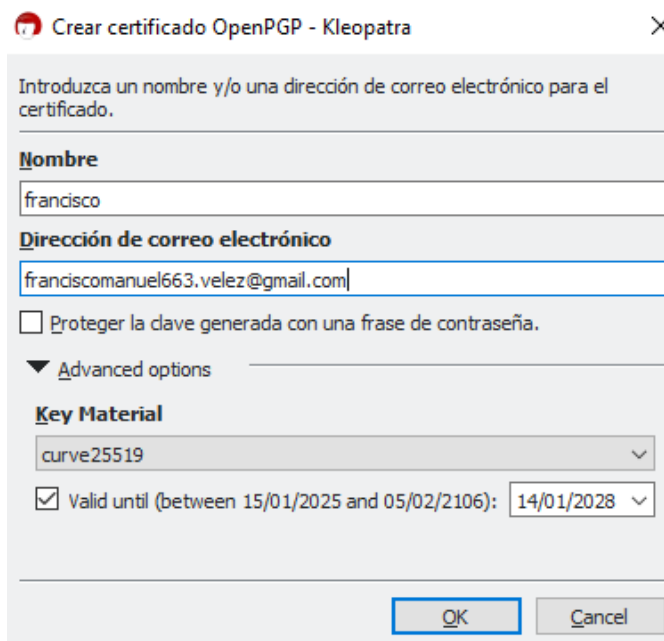 Crear certificado OpenPGP - Kleopatra
Introduzca un nombre y/o una dirección de correo electrónico para el
certificado.
Nombre
francisco
Dirección de correo electrónico
franciscomanuel663.velez@gmail.com
Proteger la clave generada con una frase de contraseña.
Advanced options
Key Material
curve25519
Valid until (between 15/01/2025 and 05/02/2106): 14/01/2028
OK Cancel